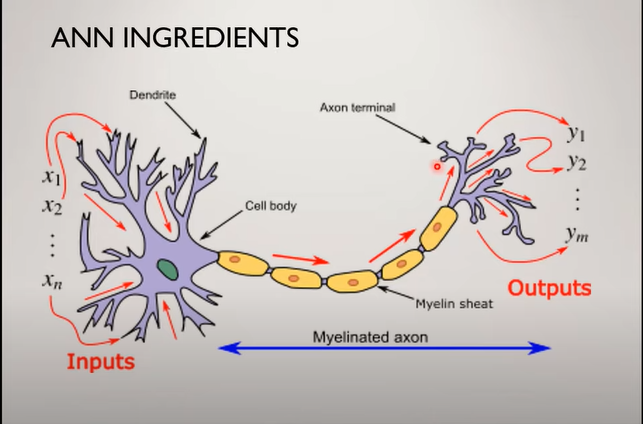 ANN INGREDIENTS
Dendrite
Axon terminal
Cell body
x1
x2
⋮
xn
y1
y2
⋮
ym
Myelin sheat
Inputs
Outputs
Myelinated axon